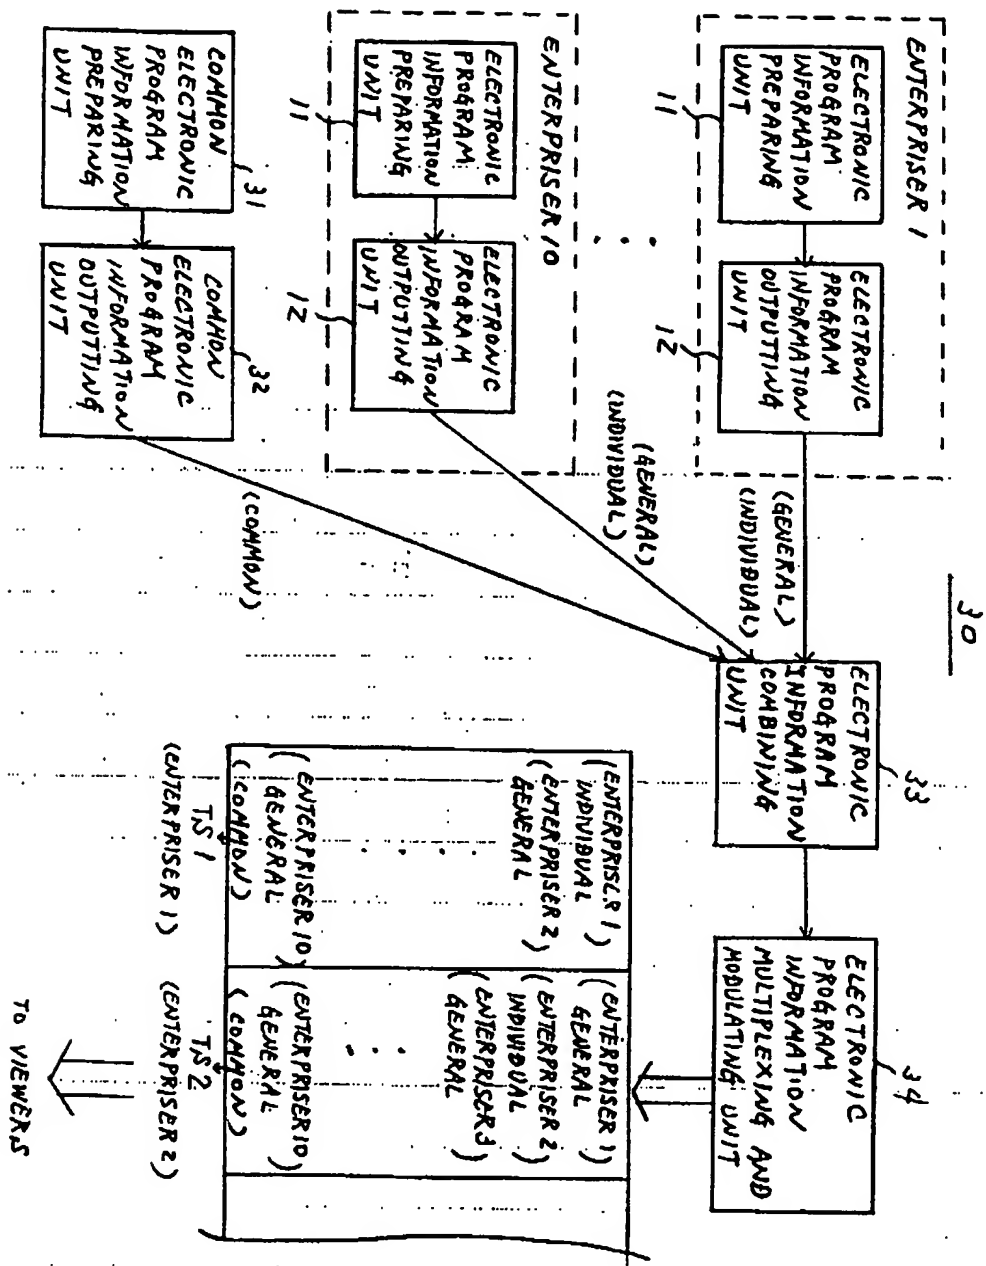 30
ENTERPRISER 1
ELECTRONIC
PROGRAM
INFORMATION
PREPARING
UNIT
11
ELECTRONIC
PROGRAM
INFORMATION
OUTPUTTING
UNIT
12
(GENERAL)
(INDIVIDUAL)
ENTERPRISER 10
ELECTRONIC
PROGRAM
INFORMATION
PREPARING
UNIT
11
ELECTRONIC
PROGRAM
INFORMATION
OUTPUTTING
UNIT
12
(GENERAL)
(INDIVIDUAL)
31
COMMON
ELECTRONIC
PROGRAM
INFORMATION
PREPARING
UNIT
32
COMMON
ELECTRONIC
PROGRAM
INFORMATION
OUTPUTTING
UNIT
(COMMON)
33
ELECTRONIC
PROGRAM
INFORMATION
COMBINING
UNIT
34
ELECTRONIC
PROGRAM
INFORMATION
MULTIPLEXING AND
MODULATING UNIT
(ENTERPRISER 1)
INDIVIDUAL
(ENTERPRISER 2)
GENERAL
(ENTERPRISER 10)
GENERAL
(COMMON)
TS 1
(ENTERPRISER 1)
(ENTERPRISER 1)
GENERAL
(ENTERPRISER 2)
INDIVIDUAL
(ENTERPRISER 3)
GENERAL
(ENTERPRISER 10)
GENERAL
(COMMON)
TS 2
(ENTERPRISER 2)
TO VIEWERS